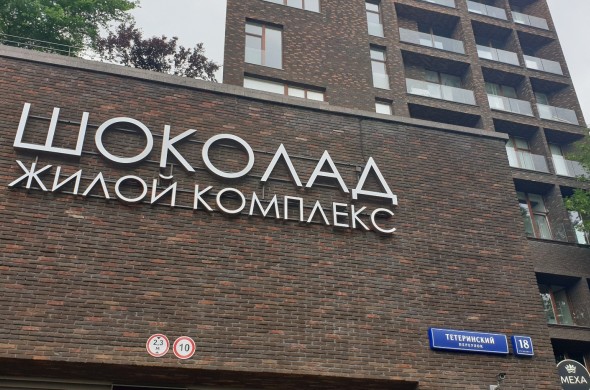 ШОКОЛАД
ЖИЛОЙ КОМПЛЕКС
2,3
м
10
ТЕТЕРИНСКИЙ
ПЕРЕУЛОК
18
МЕХА